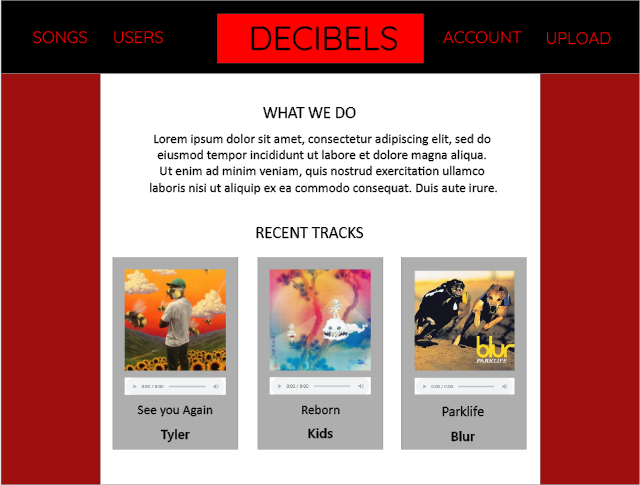 SONGS USERS DECIBELS ACCOUNT UPLOAD
WHAT WE DO
Lorem ipsum dolor sit amet, consectetur adipiscing elit, sed do
eiusmod tempor incididunt ut labore et dolore magna aliqua.
Ut enim ad minim veniam, quis nostrud exercitation ullamco
laboris nisi ut aliquip ex ea commodo consequat. Duis aute irure.
RECENT TRACKS
blur
PARKLIFE
0:00 / 0:00
0:00 / 0:00
0:00 / 0:00
See you Again
Reborn
Parklife
Tyler
Kids
Blur